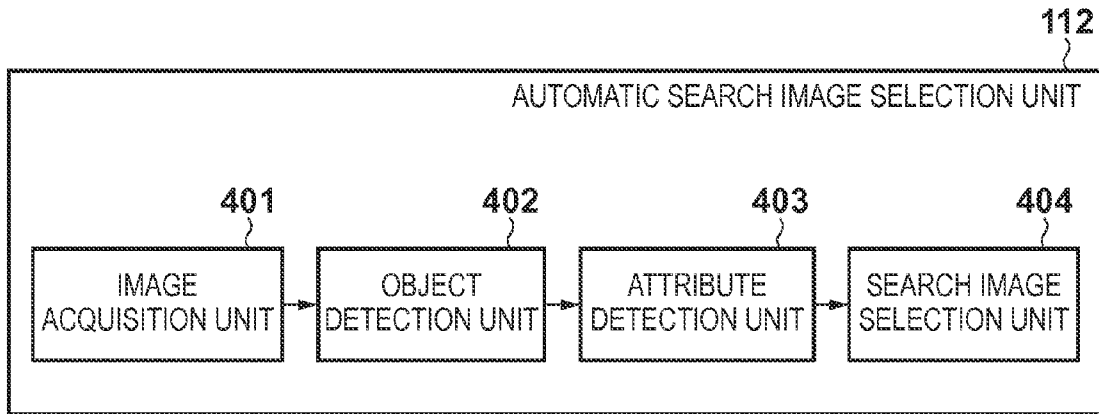 112
AUTOMATIC SEARCH IMAGE SELECTION UNIT
401
402
403
404
IMAGE
ACQUISITION UNIT
OBJECT
DETECTION UNIT
ATTRIBUTE
DETECTION UNIT
SEARCH IMAGE
SELECTION UNIT